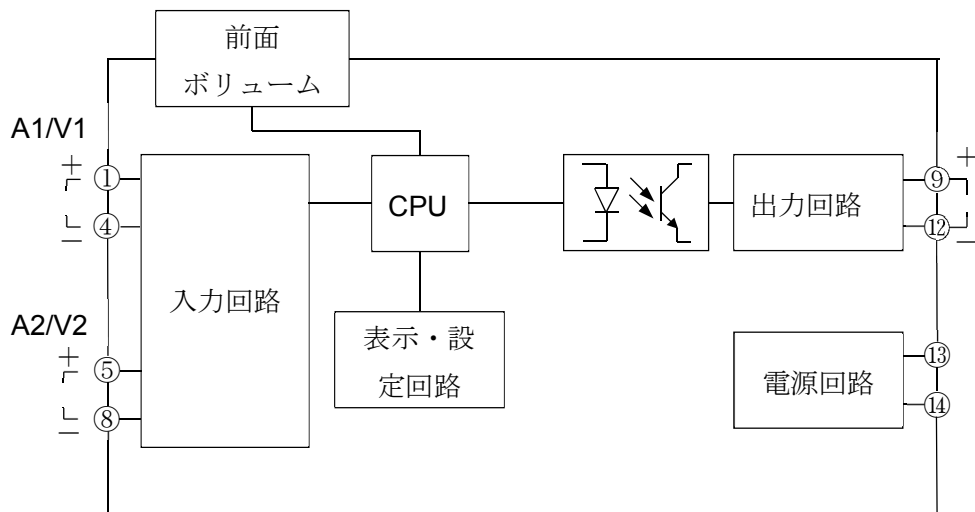 前面
ボリューム
A1/V1
+
①
④
−
入力回路
CPU
出力回路
+
⑨
⑫
−
A2/V2
+
⑤
⑧
−
表示・設
定回路
電源回路
⑬
⑭